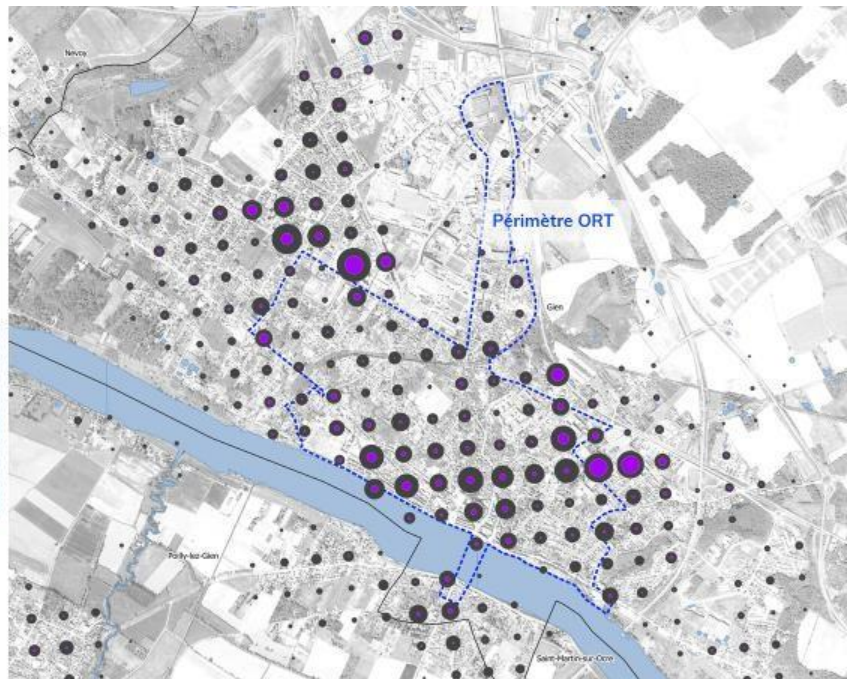 Nevoy
Périmètre ORT
Gien
Poilly-lez-Gien
Saint-Martin-sur-Ocre